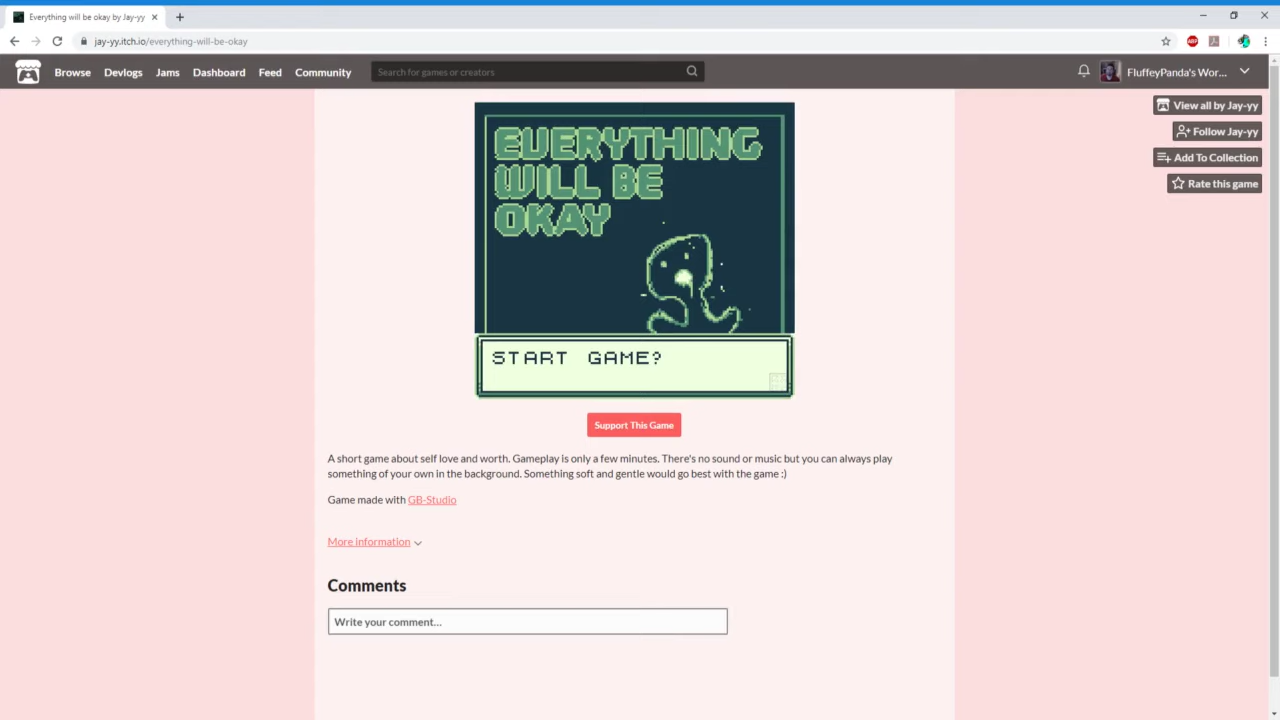 Everything will be okay by Jay-yy
jay-yy.itch.io/everything-will-be-okay
ABP
Browse Devlogs Jams Dashboard Feed Community Search for games or creators FluffeyPanda's Wor...
View all by Jay-yy
Follow Jay-yy
Add To Collection
Rate this game
EVERYTHING
WILL BE
OKAY
START GAME?
Support This Game
A short game about self love and worth. Gameplay is only a few minutes. There's no sound or music but you can always play
something of your own in the background. Something soft and gentle would go best with the game :)
Game made with GB-Studio
More information
Comments
Write your comment...